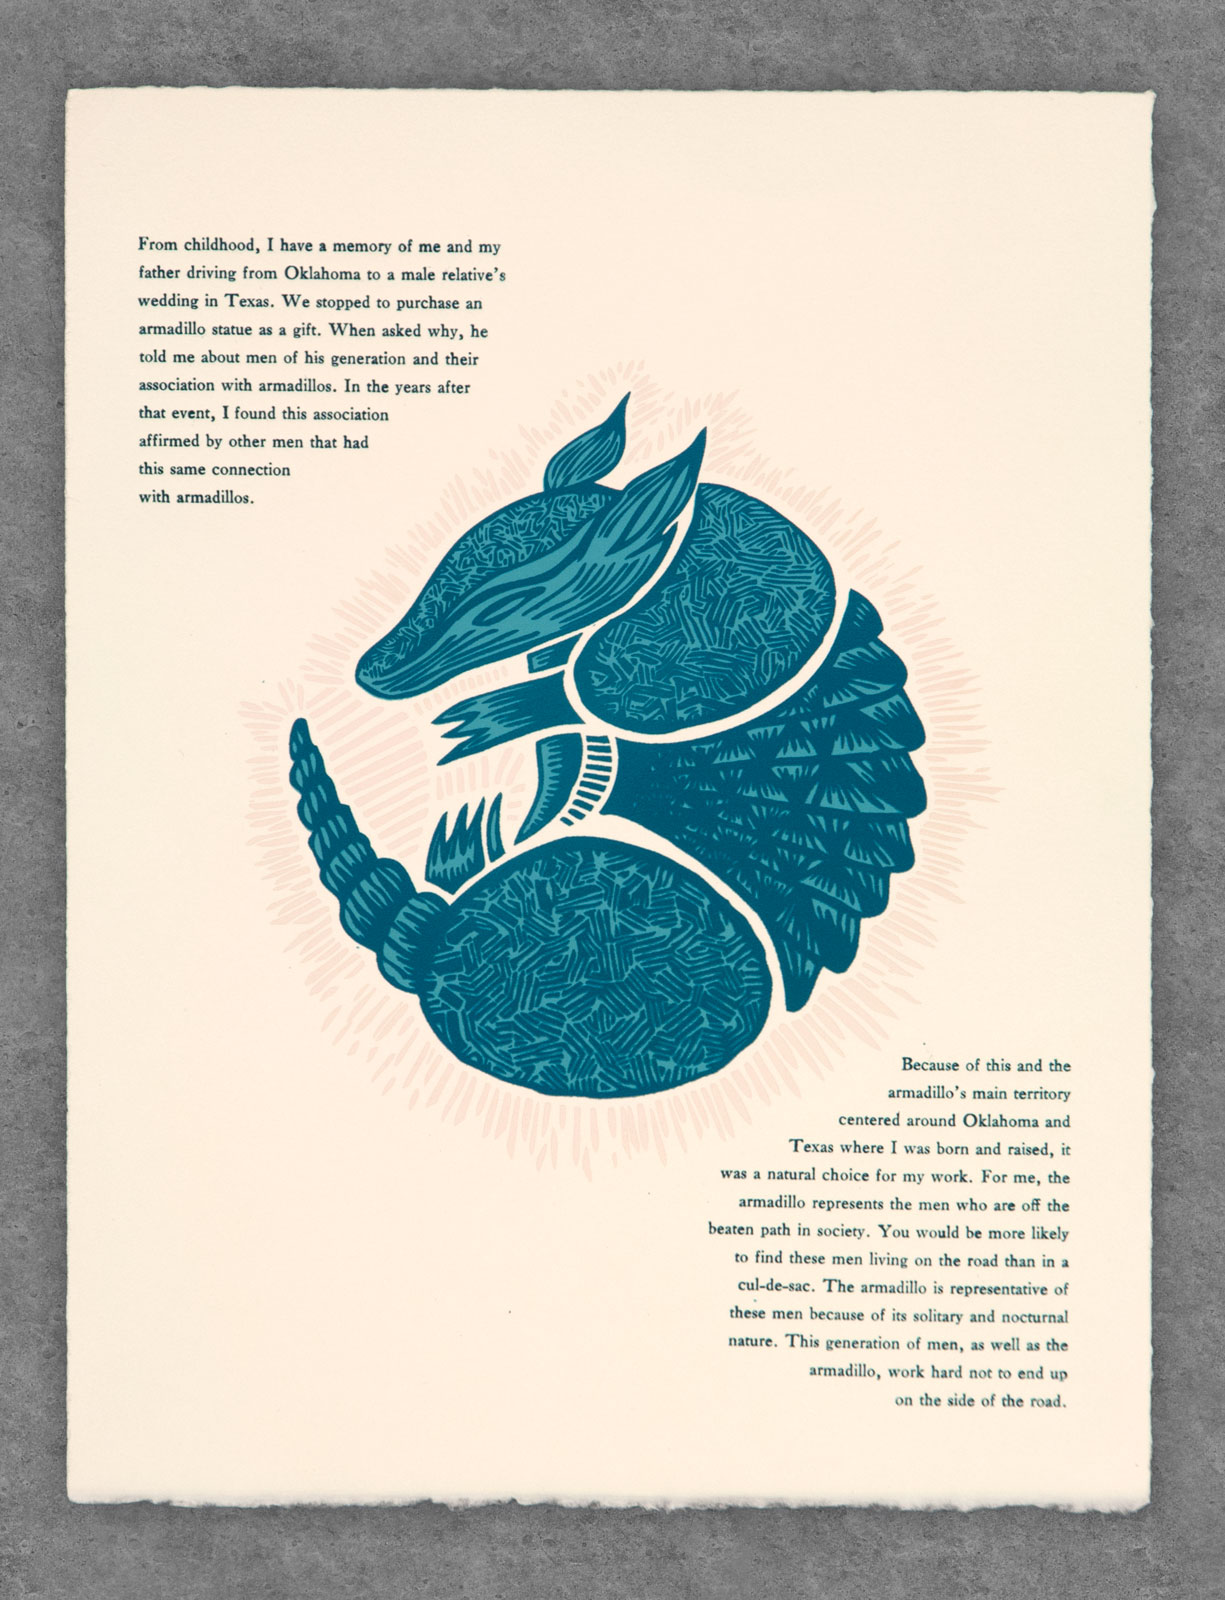 From childhood, I have a memory of me and my
father driving from Oklahoma to a male relative's
wedding in Texas. We stopped to purchase an
armadillo statue as a gift. When asked why, he
told me about men of his generation and their
association with armadillos. In the years after
that event, I found this association
affirmed by other men that had
this same connection
with armadillos.
Because of this and the
armadillo's main territory
centered around Oklahoma and
Texas where I was born and raised, it
was a natural choice for my work. For me, the
armadillo represents the men who are off the
beaten path in society. You would be more likely
to find these men living on the road than in a
cul-de-sac. The armadillo is representative of
these men because of its solitary and nocturnal
nature. This generation of men, as well as the
armadillo, work hard not to end up
on the side of the road.